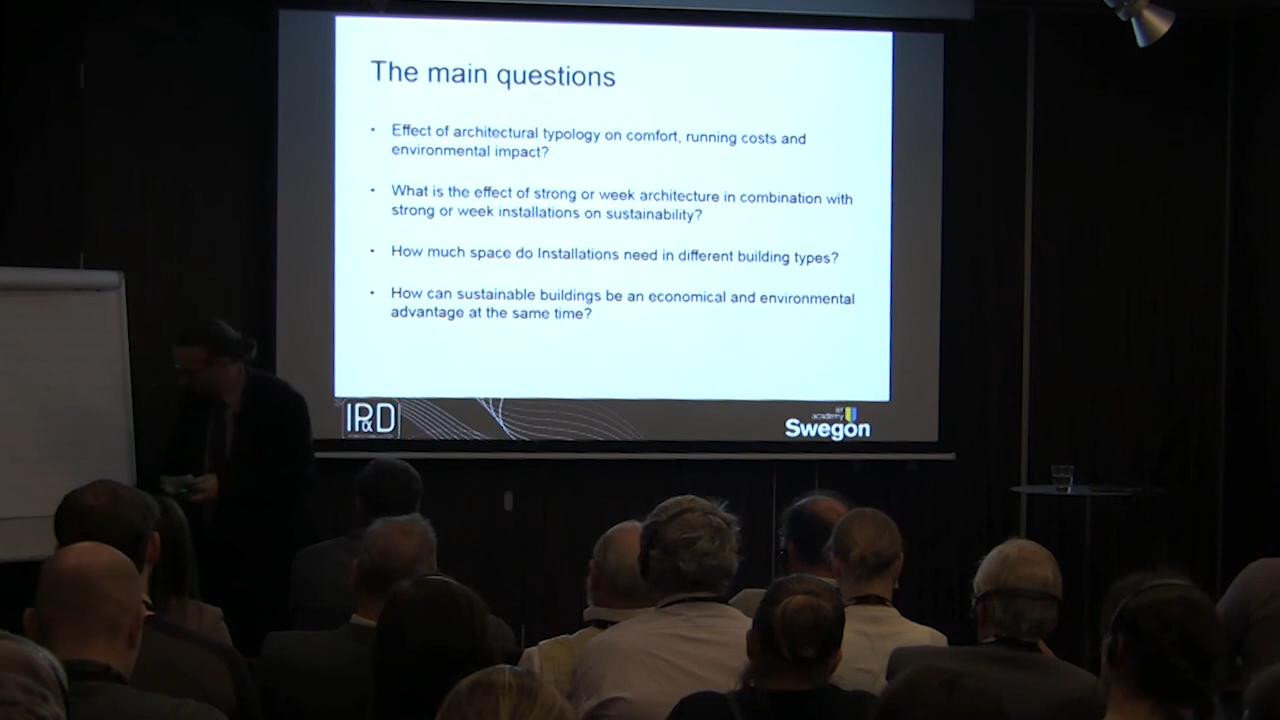 The main questions
• Effect of architectural typology on comfort, running costs and
environmental impact?
• What is the effect of strong or week architecture in combination with
strong or week installations on sustainability?
• How much space do Installations need in different building types?
• How can sustainable buildings be an economical and environmental
advantage at the same time?
IR&D
academy
Swegon